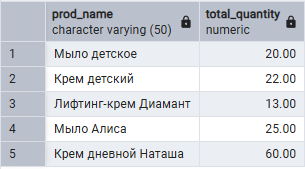 prod_name total_quantity
character varying (50) numeric
1 Мыло детское 20.00
2 Крем детский 22.00
3 Лифтинг-крем Диамант 13.00
4 Мыло Алиса 25.00
5 Крем дневной Наташа 60.00